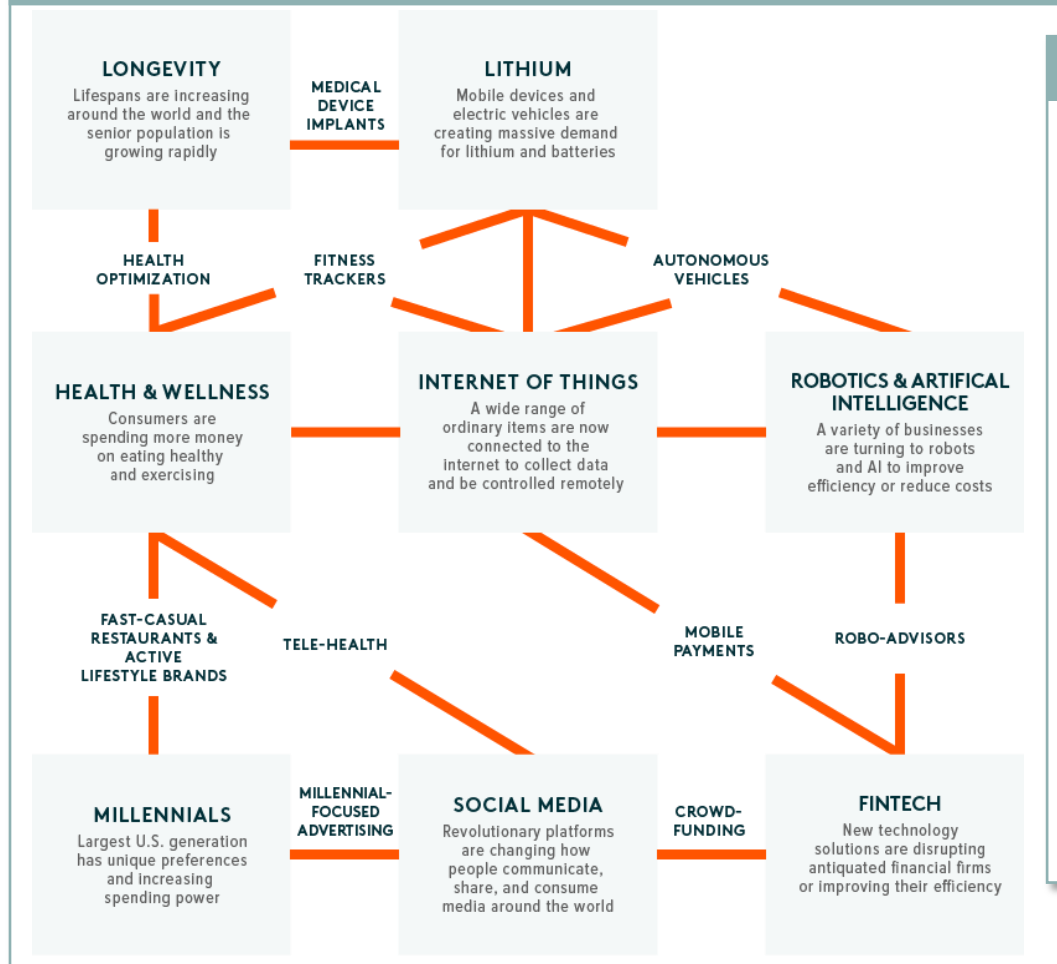 LONGEVITY
Lifespans are increasing
around the world and the
senior population is
growing rapidly
MEDICAL
DEVICE
IMPLANTS
LITHIUM
Mobile devices and
electric vehicles are
creating massive demand
for lithium and batteries
HEALTH
OPTIMIZATION
FITNESS
TRACKERS
AUTONOMOUS
VEHICLES
HEALTH & WELLNESS
Consumers are
spending more money
on eating healthy
and exercising
INTERNET OF THINGS
A wide range of
ordinary items are now
connected to the
internet to collect data
and be controlled remotely
ROBOTICS & ARTIFICAL
INTELLIGENCE
A variety of businesses
are turning to robots
and AI to improve
efficiency or reduce costs
FAST-CASUAL
RESTAURANTS &
ACTIVE
LIFESTYLE BRANDS
TELE-HEALTH
MOBILE
PAYMENTS
ROBO-ADVISORS
MILLENNIALS
Largest U.S. generation
has unique preferences
and increasing
spending power
MILLENNIAL-
FOCUSED
ADVERTISING
SOCIAL MEDIA
Revolutionary platforms
are changing how
people communicate,
share, and consume
media around the world
CROWD-
FUNDING
FINTECH
New technology
solutions are disrupting
antiquated financial firms
or improving their efficiency